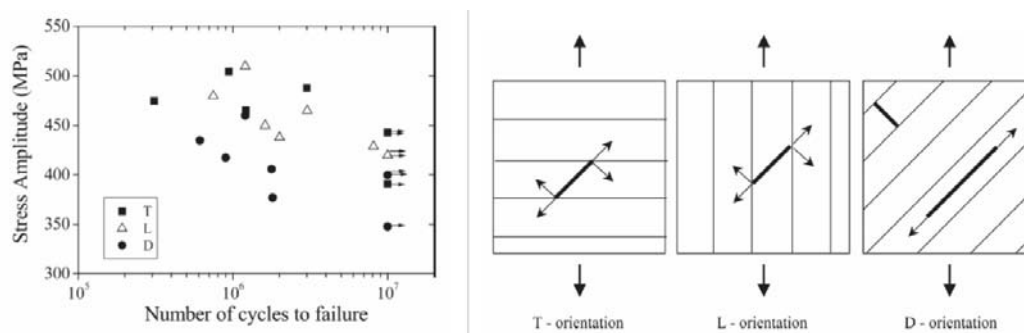 550
500
450
400
350
300
Stress Amplitude (MPa)
T
L
D
10^5
10^6
10^7
Number of cycles to failure
T - orientation
L - orientation
D - orientation